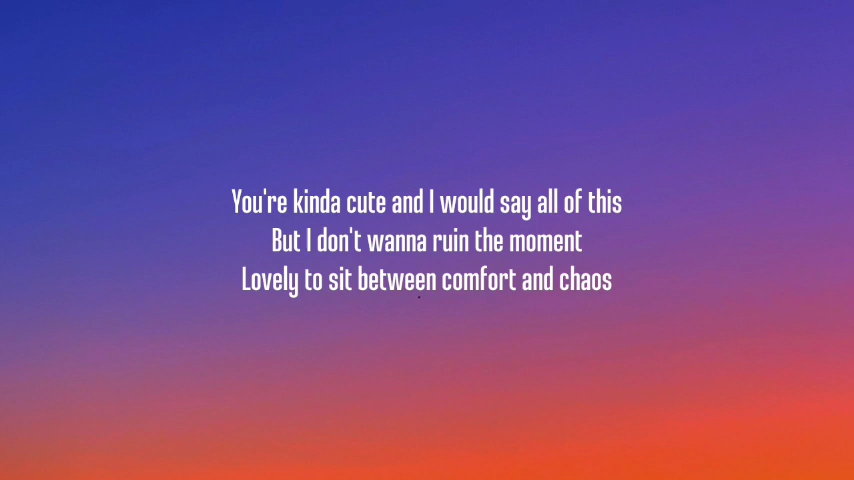 You're kinda cute and I would say all of this
But I don't wanna ruin the moment
Lovely to sit between comfort and chaos